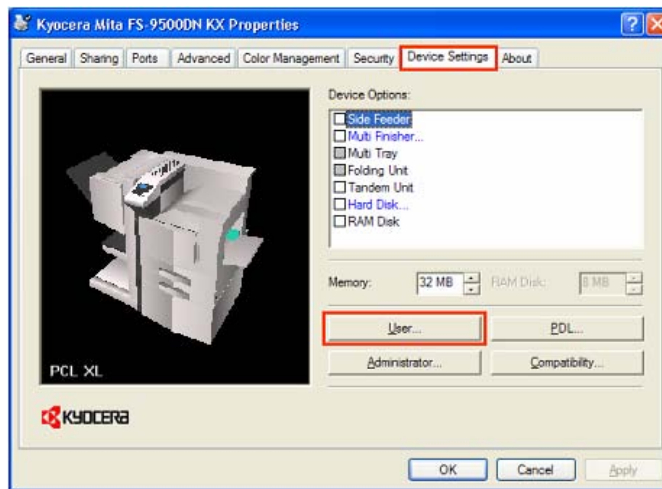 Kyocera Mita FS-9500DN KX Properties
General Sharing Ports Advanced Color Management Security Device Settings About
Device Options:
Side Feeder
Multi Finisher...
Multi Tray
Folding Unit
Tandem Unit
Hard Disk...
RAM Disk
Memory: 32 MB RAM Disk: 8 MB
User... PDL...
Administrator... Compatibility...
PCL XL
KYOCERA
OK Cancel Apply